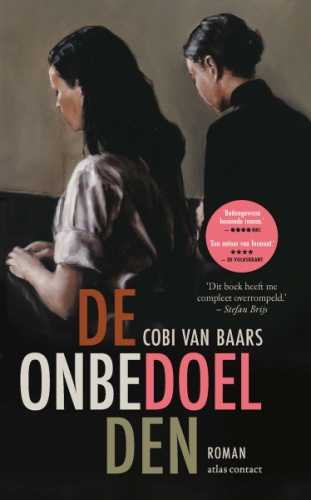 'Buitengewoon
boeiende roman.'
— ●●●● NRC
'Een auteur van formaat.'
★★★★
— DE VOLKSKRANT
'Dit boek heeft me
compleet overrompeld.'
– Stefan Brijs
DE
COBI VAN BAARS
ONBEDOEL
DEN
ROMAN
atlas contact